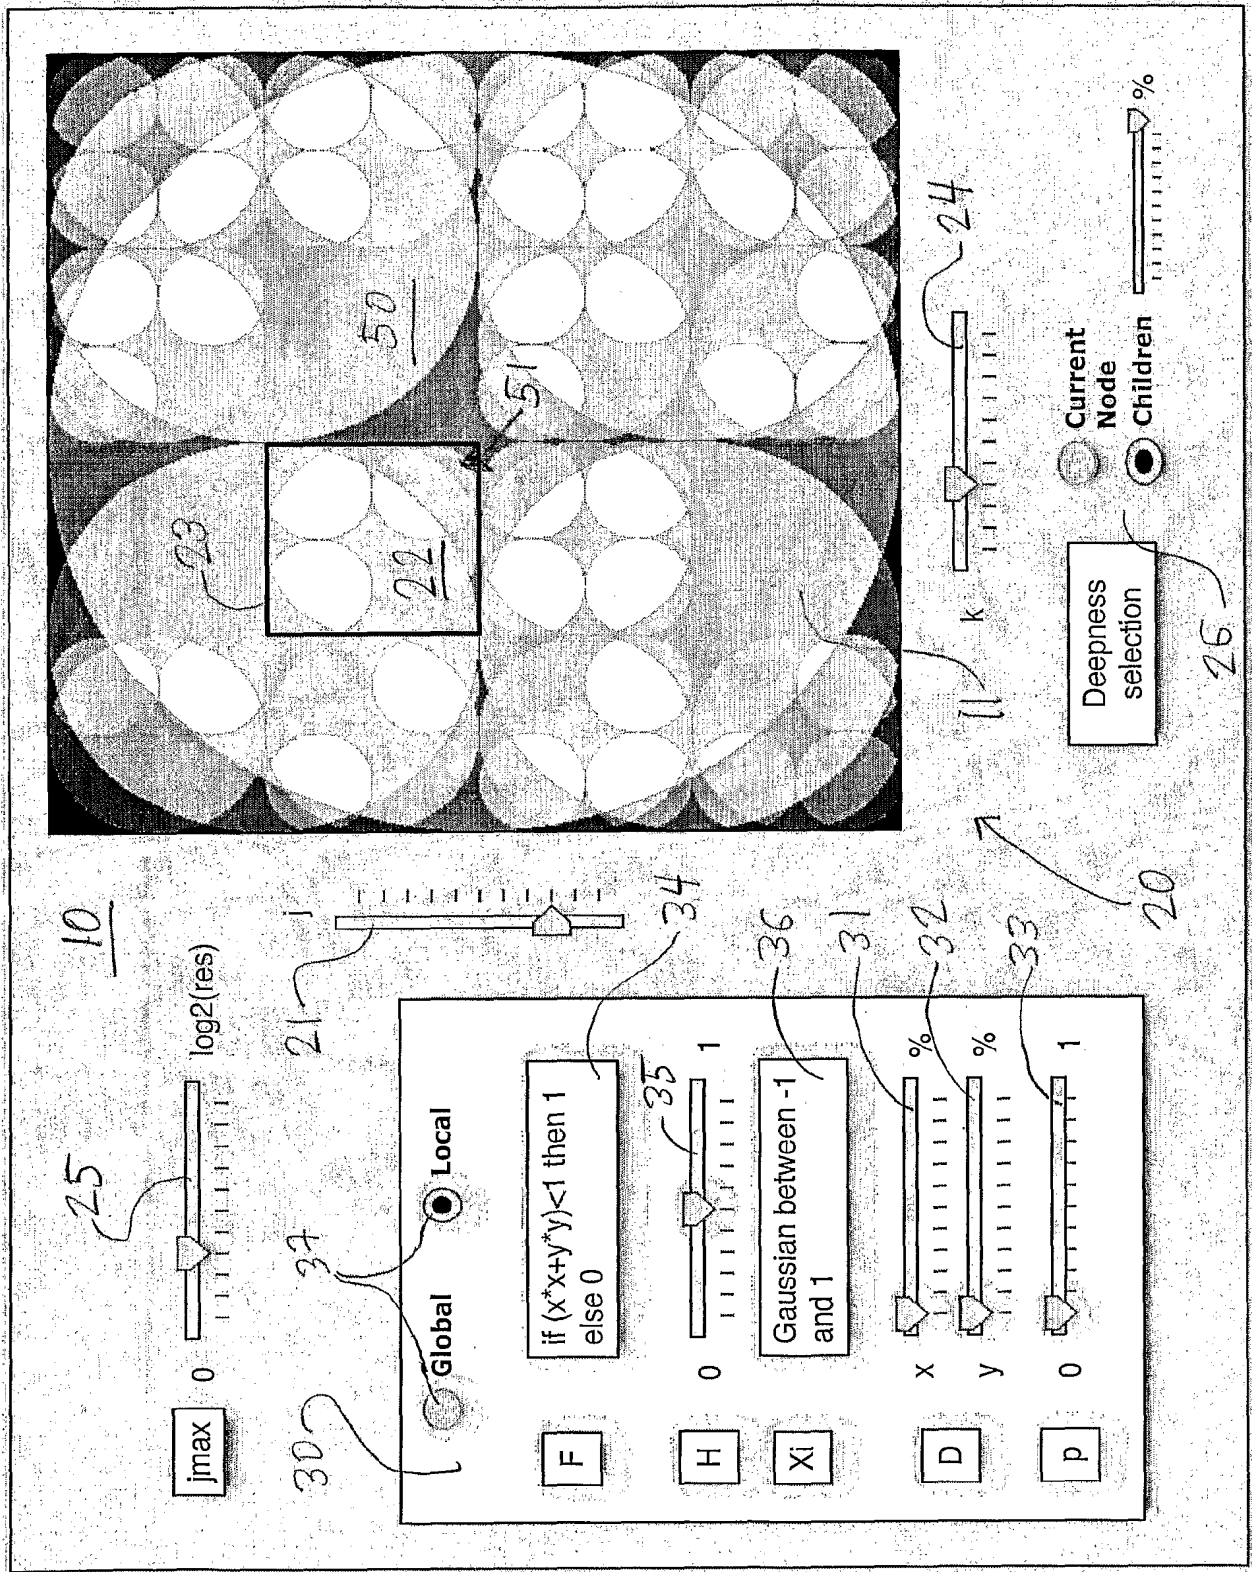 10
25
jmax
0
log2(res)
30
37
Global
Local
21
j
F
if (x*x+y*y)<1 then 1
else 0
34
H
0
35
1
Xi
Gaussian between -1
and 1
36
D
x
%
31
y
%
32
p
0
1
33
23
22
50
51
11
k
24
20
Deepness
selection
26
Current
Node
Children
%